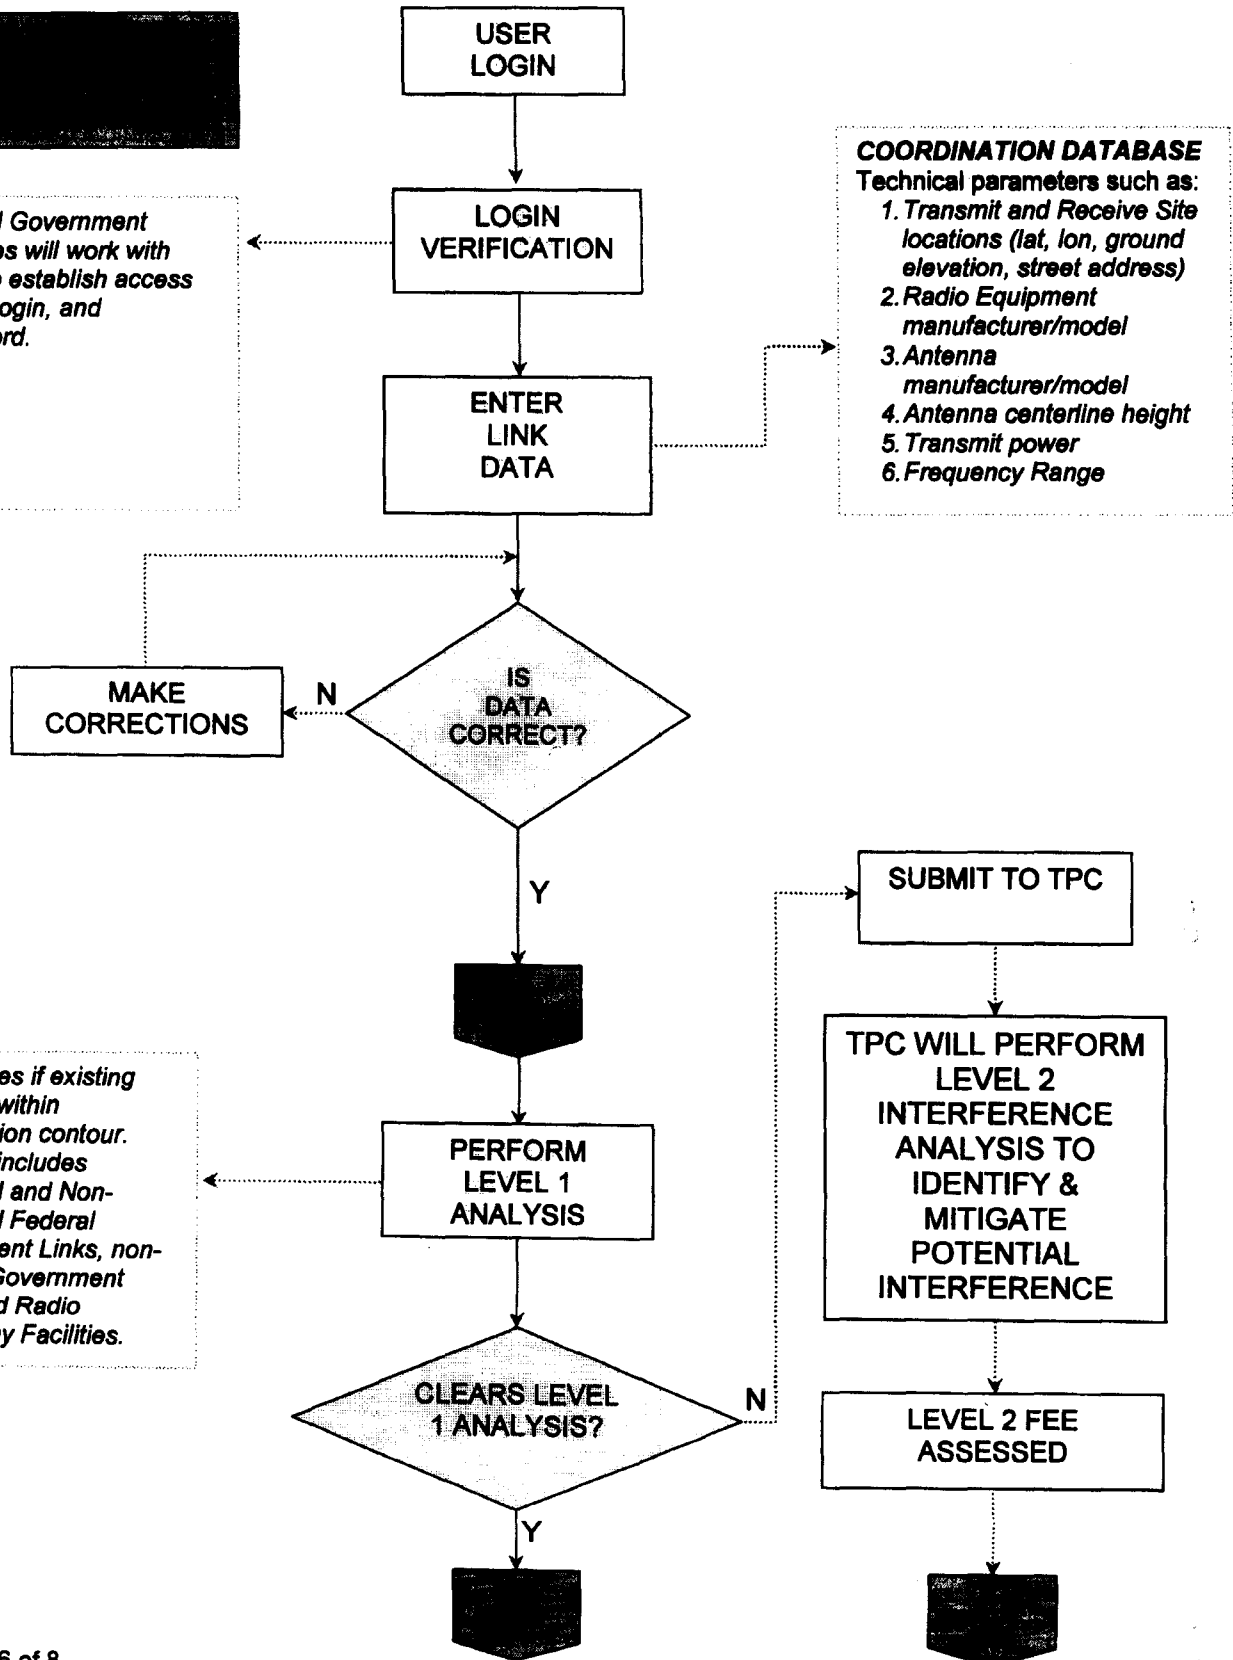 USER
LOGIN
Government
es will work with
establish access
login, and
rd.
LOGIN
VERIFICATION
COORDINATION DATABASE
Technical parameters such as:
1. Transmit and Receive Site
locations (lat, lon, ground
elevation, street address)
2. Radio Equipment
manufacturer/model
3. Antenna
manufacturer/model
4. Antenna centerline height
5. Transmit power
6. Frequency Range
ENTER
LINK
DATA
MAKE
CORRECTIONS
N
IS
DATA
CORRECT?
Y
SUBMIT TO TPC
TPC WILL PERFORM
LEVEL 2
INTERFERENCE
ANALYSIS TO
IDENTIFY &
MITIGATE
POTENTIAL
INTERFERENCE
es if existing
within
ion contour.
includes
and Non-
Federal
ent Links, non-
Government
d Radio
y Facilities.
PERFORM
LEVEL 1
ANALYSIS
CLEARS LEVEL
1 ANALYSIS?
N
LEVEL 2 FEE
ASSESSED
Y
6 of 8